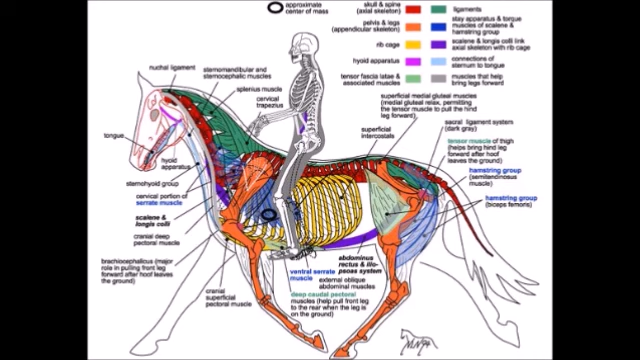 approximate
center of mass
skull & spine
(axial skeleton)
pelvis & legs
(appendicular skeleton)
rib cage
hyoid apparatus
tensor fascia latae &
associated muscles
ligaments
stay apparatus & tongue
muscles of scalene &
hamstring group
scalene & longis colli link
axial skeleton with rib cage
connections of
sternum to tongue
muscles that help
bring legs forward
nuchal ligament
sternomandibular and
sternocephalic muscles
splenius muscle
cervical
trapezius
superficial medial gluteal muscles
(medial gluteal relax, permitting
the tensor muscle to pull the hind
leg forward)
superficial
intercostals
sacral ligament system
(dark gray)
tensor muscle of thigh
(helps bring hind leg
forward after hoof
leaves the ground)
hamstring group
(semitendinosus
muscle)
hamstring group
(biceps femoris)
tongue
hyoid
apparatus
sternohyoid group
cervical portion of
serrate muscle
scalene &
longis colli
cranial deep
pectoral muscle
brachiocephalicus (major
role in pulling front leg
forward after hoof leaves
the ground)
cranial
superficial
pectoral muscle
ventral serrate
muscle
abdominus
rectus & ilio-
psoas system
external oblique
abdominal muscles
deep caudal pectoral
muscles (help pull front leg
to the rear when the leg is
on the ground)